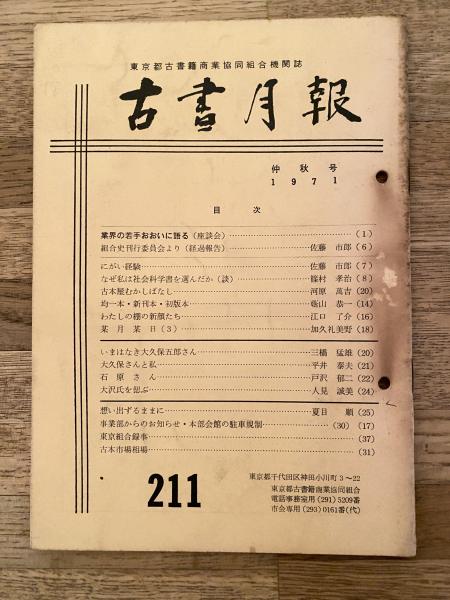 東京都古書籍商業協同組合機関誌
古書月報
仲秋号
1971
目次
業界の若手おおいに語る（座談会）……(1)
組合史刊行委員会より（経過報告）……佐藤 市郎(6)
にがい経験……佐藤 市郎(7)
なぜ私は社会科学書を選んだか（談）……篠村 孝治(8)
古本屋むかしばなし……河原 萬吉(20)
均一本・新刊本・初版本……砺山 恭一(14)
わたしの棚の新顔たち……江口 了介(16)
某月某日(3)……加久礼美野(18)
いまはなき大久保五郎さん……三橋 猛雄(20)
大久保さんと私……平井 泰夫(21)
石原さん……戸沢 郁二(22)
大沢氏を偲ぶ……人見 誠美(24)
想い出ずるままに……夏目 順(25)
事業部からのお知らせ・本部会館の駐車規制……(30)(17)
東京組合録事……(37)
古本市場相場……(31)
211
東京都千代田区神田小川町3〜22
東京都古書籍商業協同組合
電話事務室用(291)5209番
市会専用(293)0161番(代)